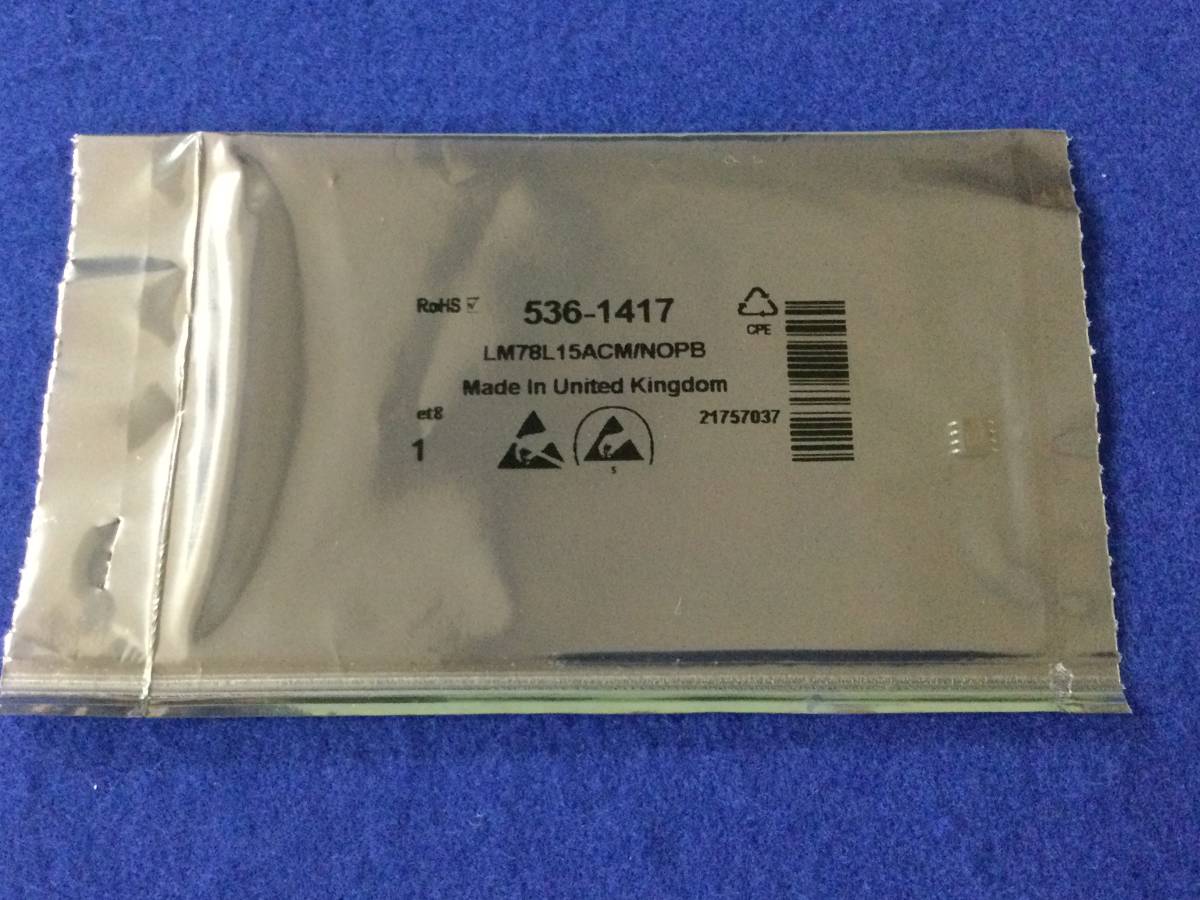 RoHS
536-1417
CPE
LM78L15ACM/NOPB
Made In United Kingdom
et8
21757037
1
S